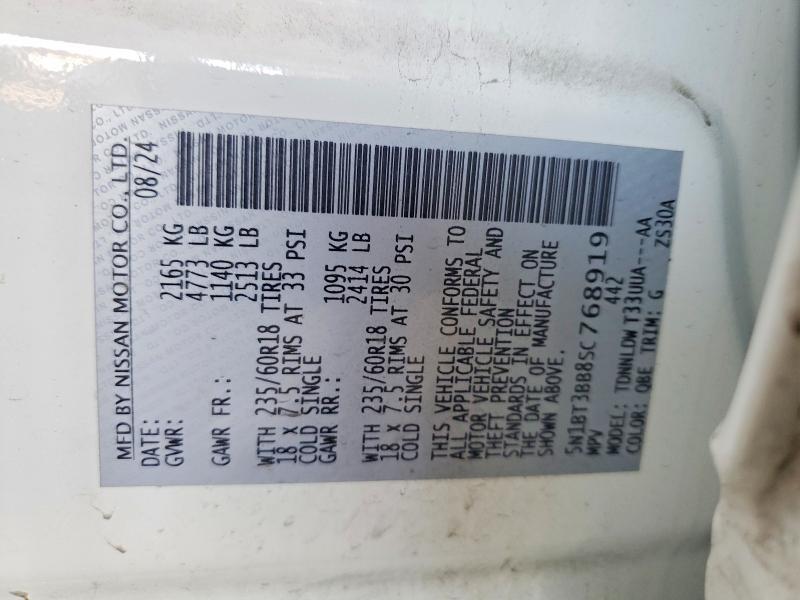 MFD BY NISSAN MOTOR CO., LTD.
DATE: 08/24
GVWR: 2165 KG
4773 LB
GAWR FR.: 1140 KG
2513 LB
WITH 235/60R18 TIRES
18 X 7.5 RIMS AT 33 PSI
COLD SINGLE
GAWR RR.: 1095 KG
2414 LB
WITH 235/60R18 TIRES
18 X 7.5 RIMS AT 30 PSI
COLD SINGLE
THIS VEHICLE CONFORMS TO
ALL APPLICABLE FEDERAL
MOTOR VEHICLE SAFETY AND
THEFT PREVENTION
STANDARDS IN EFFECT ON
THE DATE OF MANUFACTURE
SHOWN ABOVE.
5N1BT3BB8SC768919
MPV 442
MODEL: TDNNLDW T33UUA---AA
COLOR: QBE TRIM: G ZS30A